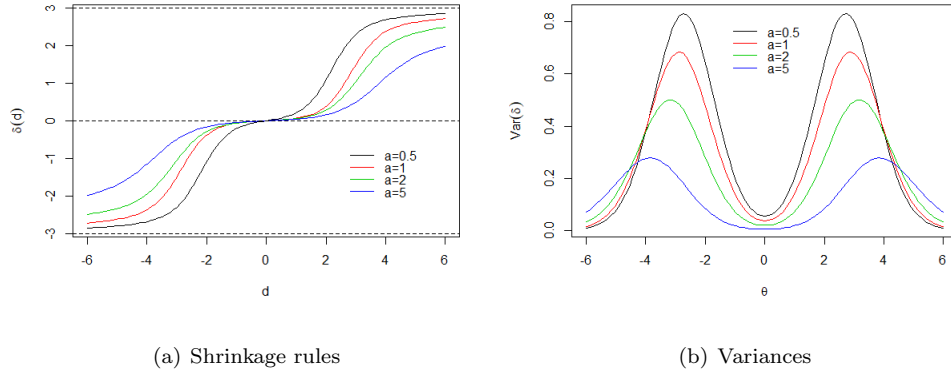 δ(d)
3
2
1
0
-1
-2
-3
a=0.5
a=1
a=2
a=5
-6 -4 -2 0 2 4 6
d
(a) Shrinkage rules
Var(δ)
0.8
0.6
0.4
0.2
0.0
a=0.5
a=1
a=2
a=5
-6 -4 -2 0 2 4 6
θ
(b) Variances